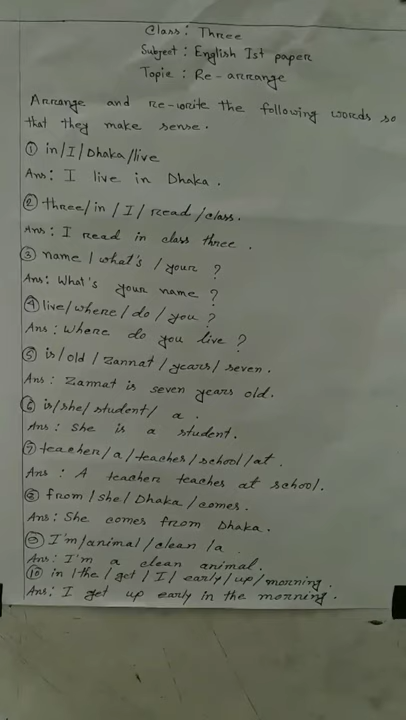 Class: Three
Subject: English Ist paper
Topic: Re-arrange
Arrange and re-write the following words so
that they make sense.
① in/I/Dhaka/live
Ans: I live in Dhaka.
② three/in/I/read/class.
Ans: I read in class three.
③ name/what's/your?
Ans: What's your name?
④ live/where/do/you?
Ans: Where do you live?
⑤ is/old/Zannat/years/seven.
Ans: Zannat is seven years old.
⑥ is/she/student/a.
Ans: She is a student.
⑦ teacher/a/teaches/school/at.
Ans: A teacher teaches at school.
⑧ from/she/Dhaka/comes.
Ans: She comes from Dhaka.
⑨ I'm/animal/clean/a
Ans: I'm a clean animal.
⑩ in/the/get/I/early/up/morning.
Ans: I get up early in the morning.